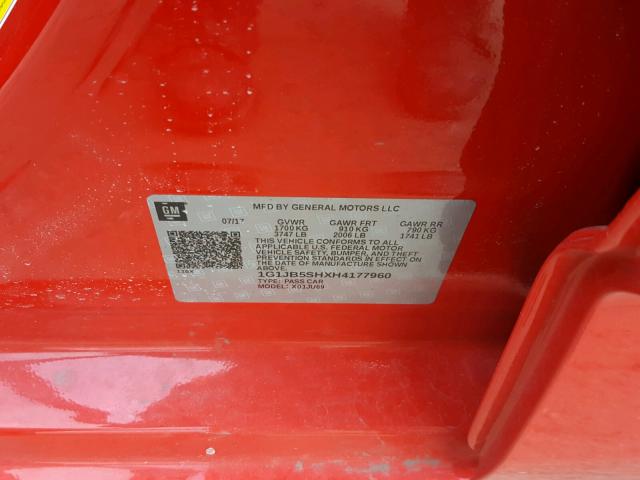 GM
MFD BY GENERAL MOTORS LLC
07/17 GVWR GAWR FRT GAWR RR
1700 KG 910 KG 790 KG
3747 LB 2006 LB 1741 LB
THIS VEHICLE CONFORMS TO ALL
APPLICABLE U.S. FEDERAL MOTOR
VEHICLE SAFETY, BUMPER, AND THEFT
PREVENTION STANDARDS IN EFFECT ON
THE DATE OF MANUFACTURE SHOWN
ABOVE.
1G1JB5SHXH4177960
TYPE: PASS CAR
MODEL: X01JU69